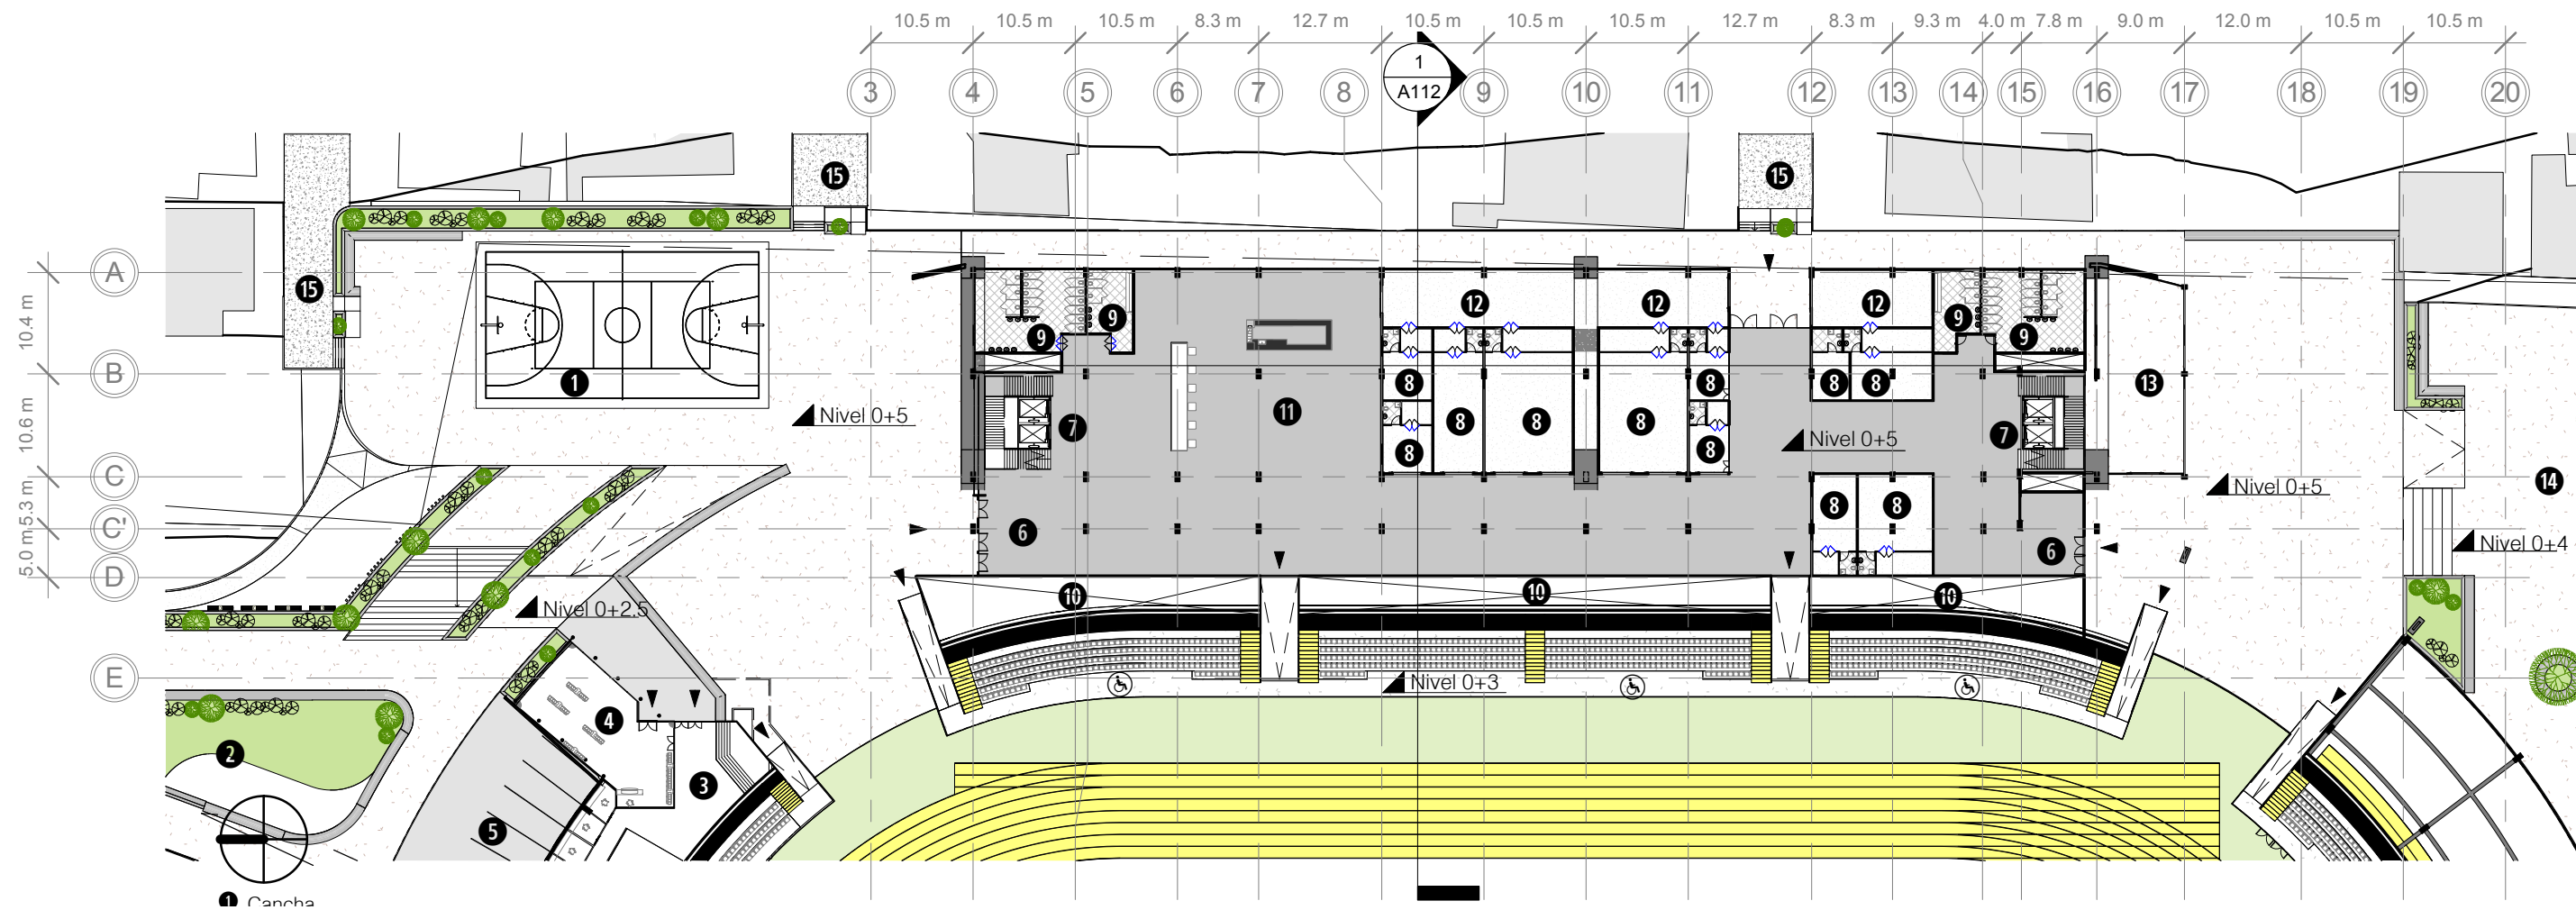 10.5 m 10.5 m 10.5 m 8.3 m 12.7 m 10.5 m 10.5 m 10.5 m 12.7 m 8.3 m 9.3 m 4.0 m 7.8 m 9.0 m 12.0 m 10.5 m 10.5 m
1
A112
3 4 5 6 7 8 9 10 11 12 13 14 15 16 17 18 19 20
15 15
A
15 12 12 12
9 9 9 9
10.4 m
B
1 8 8 8 8 13
Nivel 0+5 11
7 8 8 8 7
Nivel 0+5
10.6 m
8 8
C
Nivel 0+5 14
5.3 m
8 8
C'
6 6
Nivel 0+4
5.0 m
D
10 10 10
Nivel 0+2.5
E
Nivel 0+3
4
2 3
5
1 Cancha